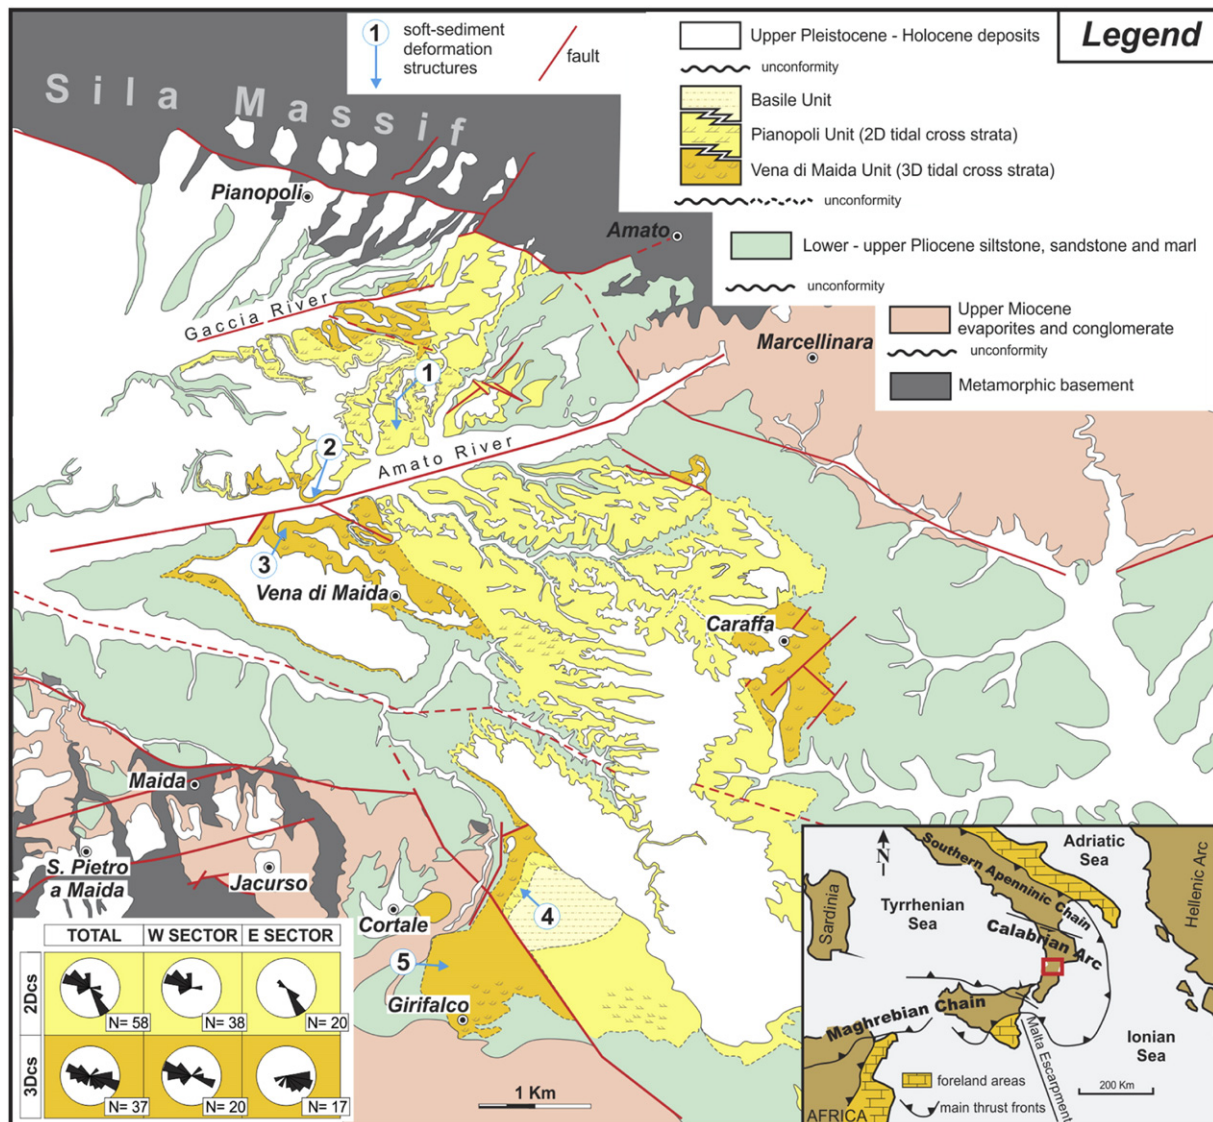 1
soft-sediment
deformation
structures
fault
Upper Pleistocene - Holocene deposits
Legend
unconformity
Basile Unit
Pianopoli Unit (2D tidal cross strata)
Vena di Maida Unit (3D tidal cross strata)
unconformity
Lower - upper Pliocene siltstone, sandstone and marl
unconformity
Upper Miocene
evaporites and conglomerate
unconformity
Metamorphic basement
Sila Massif
Pianopoli
Amato
Gaccia River
Marcellinara
1
2
Amato River
3
Vena di Maida
Caraffa
Maida
S. Pietro
a Maida
Jacurso
Cortale
4
5
Girifalco
TOTAL W SECTOR E SECTOR
2Dcs
N= 58 N= 38 N= 20
3Dcs
N= 37 N= 20 N= 17
1 Km
N
Adriatic
Sea
Southern Apenninic Chain
Hellenic Arc
Sardinia
Tyrrhenian
Sea
Calabrian Arc
Maghrebian Chain
Malta Escarpment
Ionian
Sea
foreland areas
200 Km
AFRICA
main thrust fronts